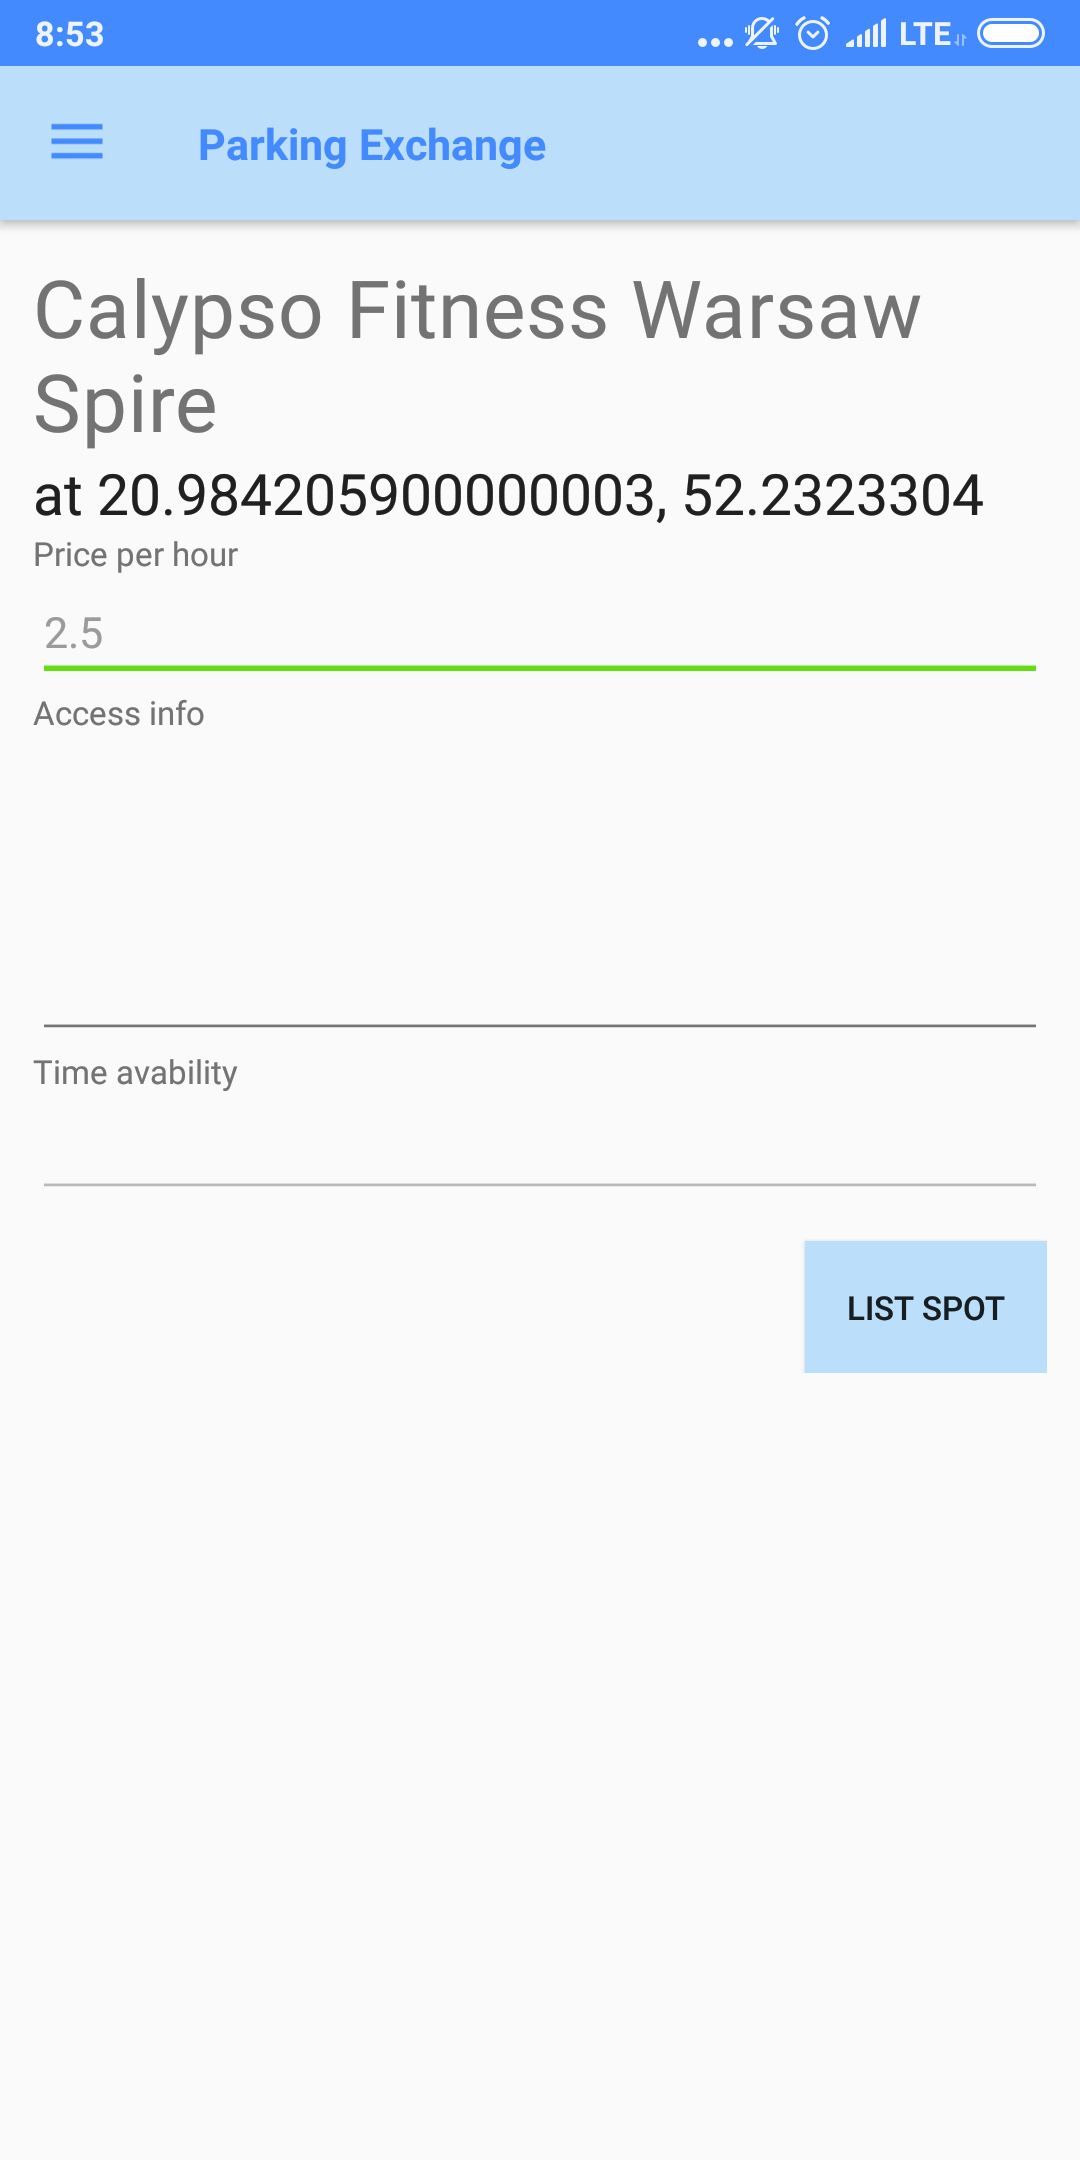 8:53
LTE
Parking Exchange
Calypso Fitness Warsaw
Spire
at 20.984205900000003, 52.2323304
Price per hour
2.5
Access info
Time avability
LIST SPOT